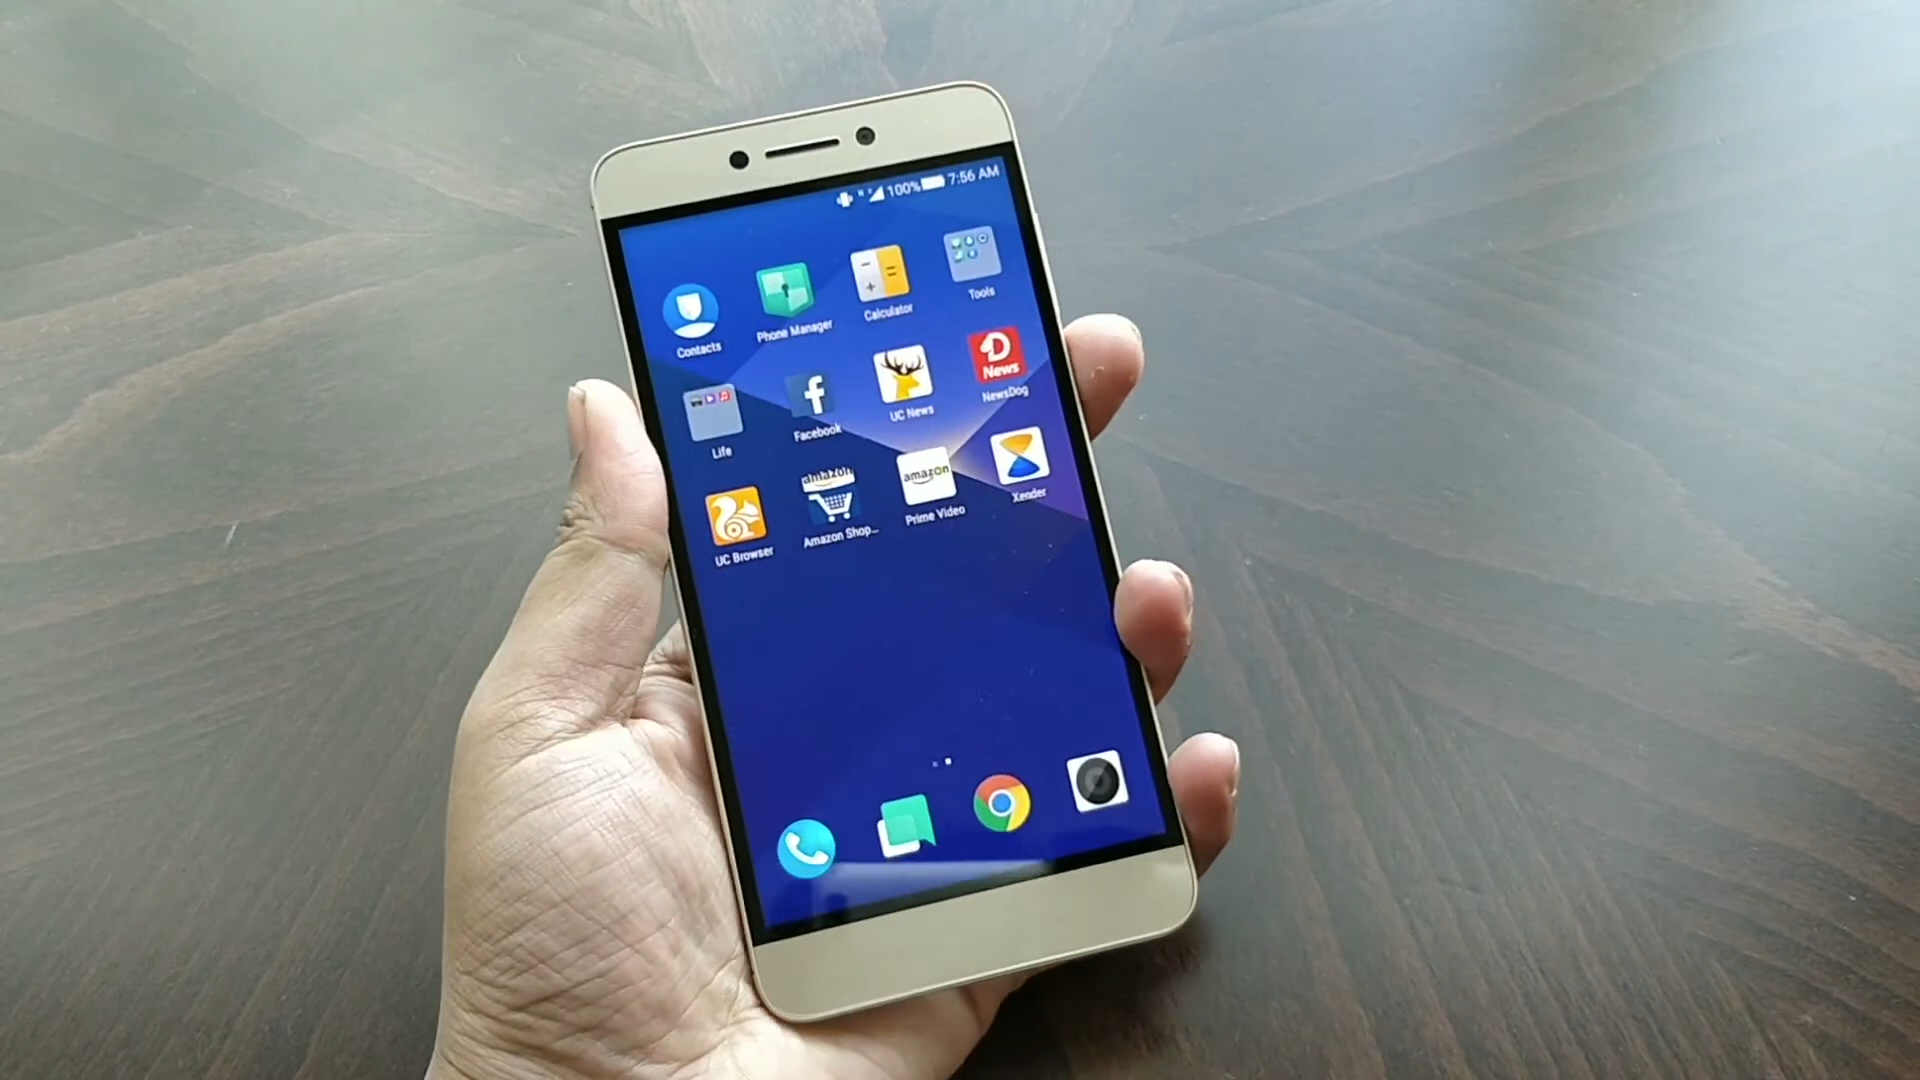 100% 7:56 AM
Contacts
Phone Manager
Calculator
Tools
Life
Facebook
UC News
News
NewsDog
UC Browser
amazon
Amazon Shop...
amazon
Prime Video
Xender